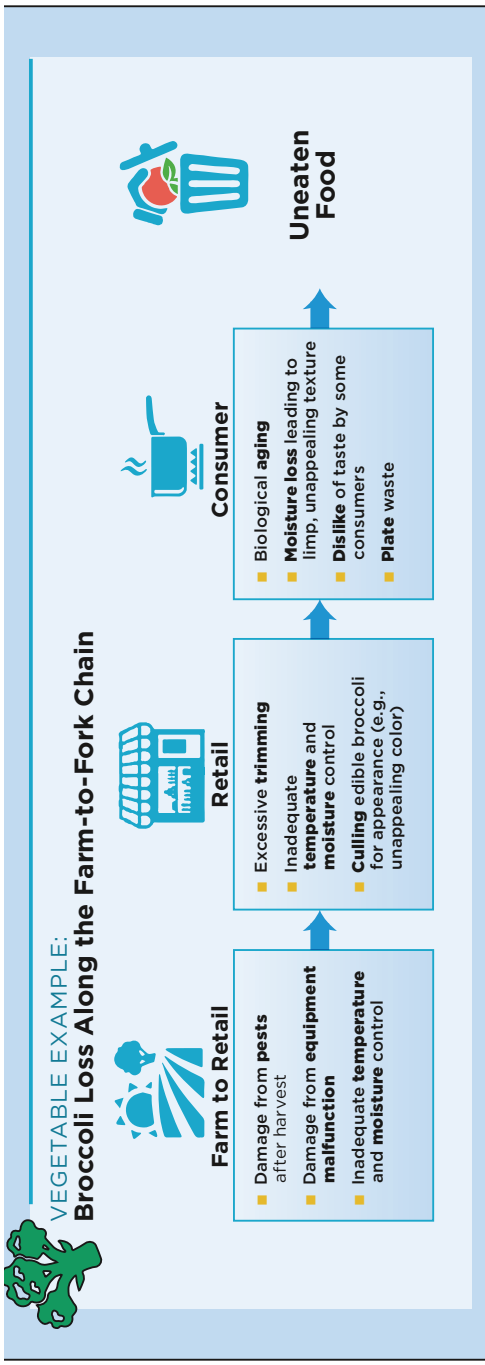 VEGETABLE EXAMPLE:
Broccoli Loss Along the Farm-to-Fork Chain
Farm to Retail
Damage from pests
after harvest
Damage from equipment
malfunction
Inadequate temperature
and moisture control
Retail
Excessive trimming
Inadequate
temperature and
moisture control
Culling edible broccoli
for appearance (e.g.,
unappealing color)
Consumer
Biological aging
Moisture loss leading to
limp, unappealing texture
Dislike of taste by some
consumers
Plate waste
Uneaten
Food